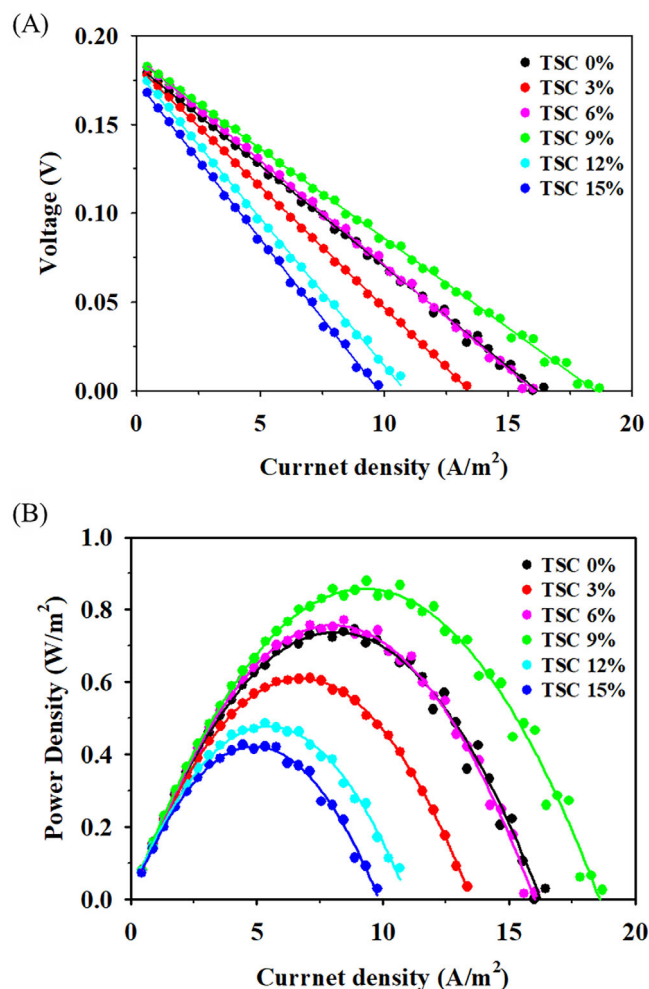 (A)
0.20
0.15
0.10
0.05
0.00
Voltage (V)
TSC 0%
TSC 3%
TSC 6%
TSC 9%
TSC 12%
TSC 15%
0
5
10
15
20
Currnet density (A/m²)
(B)
1.0
0.8
0.6
0.4
0.2
0.0
Power Density (W/m²)
TSC 0%
TSC 3%
TSC 6%
TSC 9%
TSC 12%
TSC 15%
0
5
10
15
20
Currnet density (A/m²)